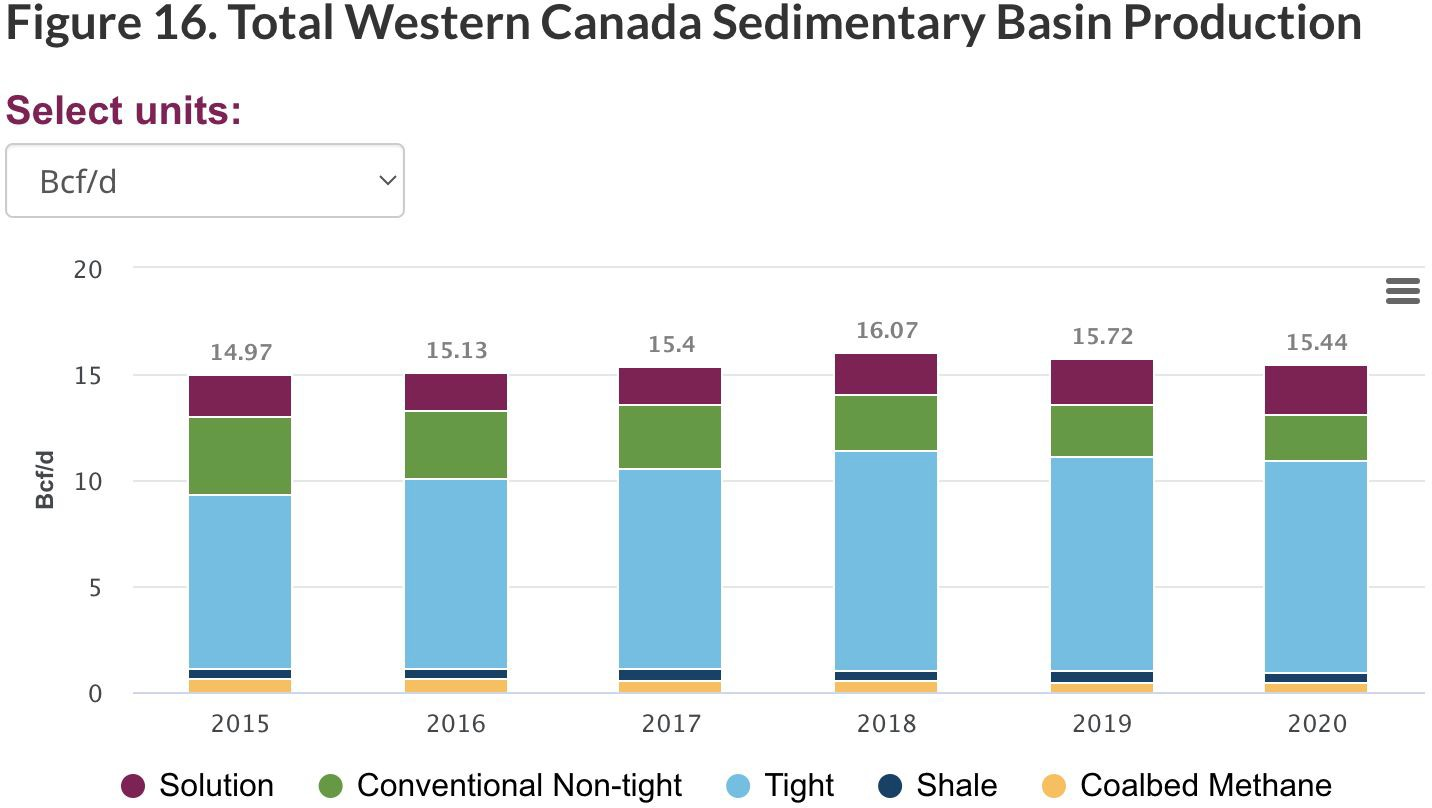 Figure 16. Total Western Canada Sedimentary Basin Production
Select units:
Bcf/d
20
15
10
5
0
Bcf/d
14.97
15.13
15.4
16.07
15.72
15.44
2015 2016 2017 2018 2019 2020
Solution Conventional Non-tight Tight Shale Coalbed Methane